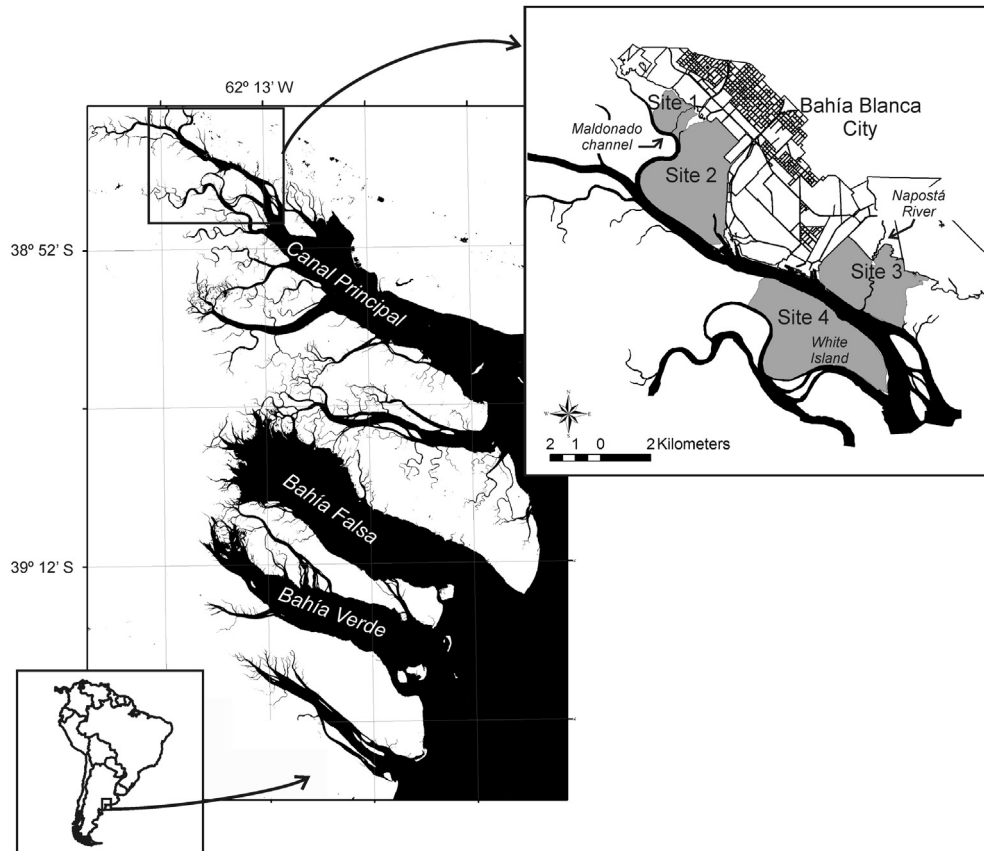 62º 13' W
38º 52' S
39º 12' S
Canal Principal
Bahía Falsa
Bahía Verde
Site 1
Bahía Blanca
City
Maldonado
channel
Site 2
Napostá
River
Site 3
Site 4
White
Island
N
W
E
S
2 1 0 2 Kilometers